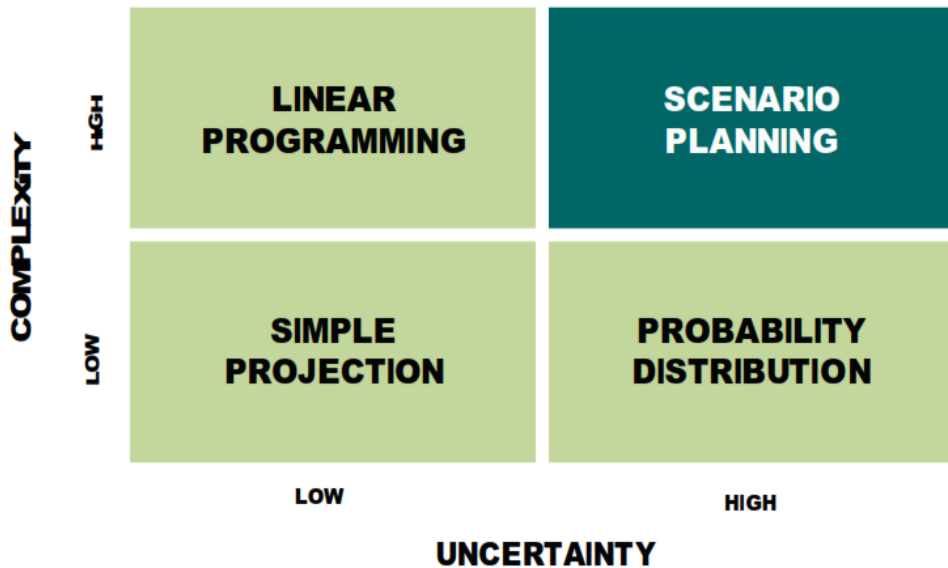 COMPLEXITY
HIGH
LINEAR
PROGRAMMING
SCENARIO
PLANNING
LOW
SIMPLE
PROJECTION
PROBABILITY
DISTRIBUTION
LOW
HIGH
UNCERTAINTY